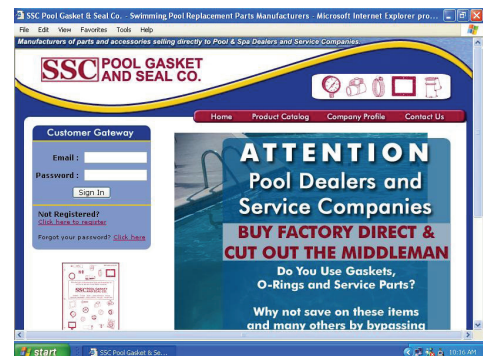 SSC Pool Gasket & Seal Co. - Swimming Pool Replacement Parts Manufacturers - Microsoft Internet Explorer pro...
File Edit View Favorites Tools Help
Manufacturers of parts and accessories selling directly to Pool & Spa Dealers and Service Companies.
SSC POOL GASKET
AND SEAL CO.
Home Product Catalog Company Profile Contact Us
Customer Gateway
Email :
Password :
Sign In
Not Registered?
Click here to register
Forgot your password? Click here
SSC
ATTENTION
Pool Dealers and
Service Companies
BUY FACTORY DIRECT &
CUT OUT THE MIDDLEMAN
Do You Use Gaskets,
O-Rings and Service Parts?
Why not save on these items
and many others by bypassing
start
SSC Pool Gasket & Se...
10:16 AM